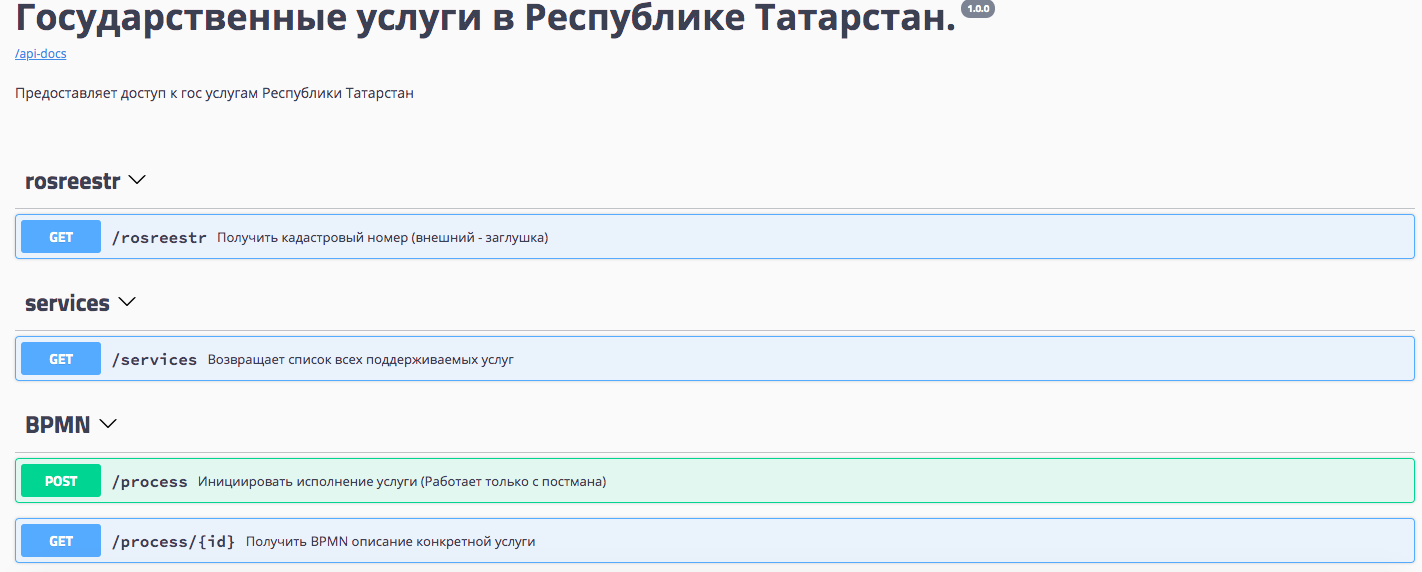 Государственные услуги в Республике Татарстан. 1.0.0
/api-docs
Предоставляет доступ к гос услугам Республики Татарстан
rosreestr
GET /rosreestr Получить кадастровый номер (внешний - заглушка)
services
GET /services Возвращает список всех поддерживаемых услуг
BPMN
POST /process Инициировать исполнение услуги (Работает только с постмана)
GET /process/{id} Получить BPMN описание конкретной услуги